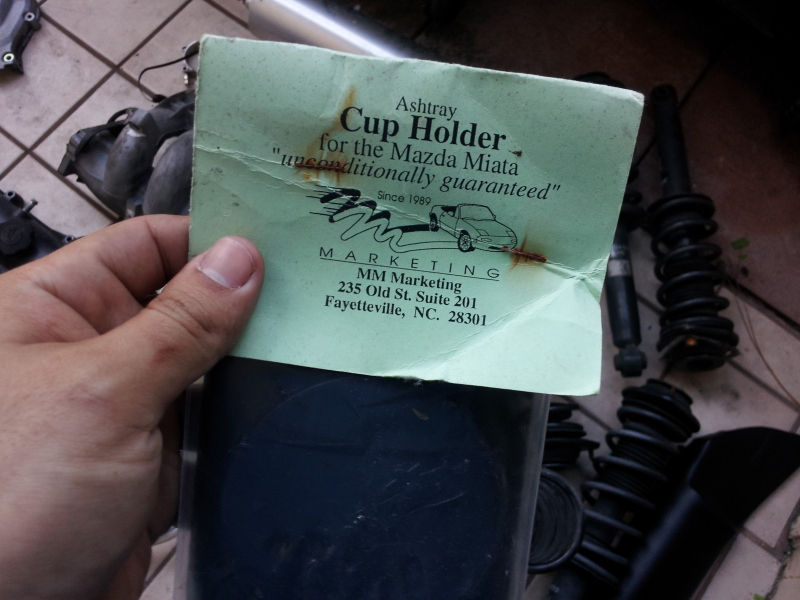 Ashtray
Cup Holder
for the Mazda Miata
"unconditionally guaranteed"
Since 1989
MARKETING
MM Marketing
235 Old St. Suite 201
Fayetteville, NC. 28301